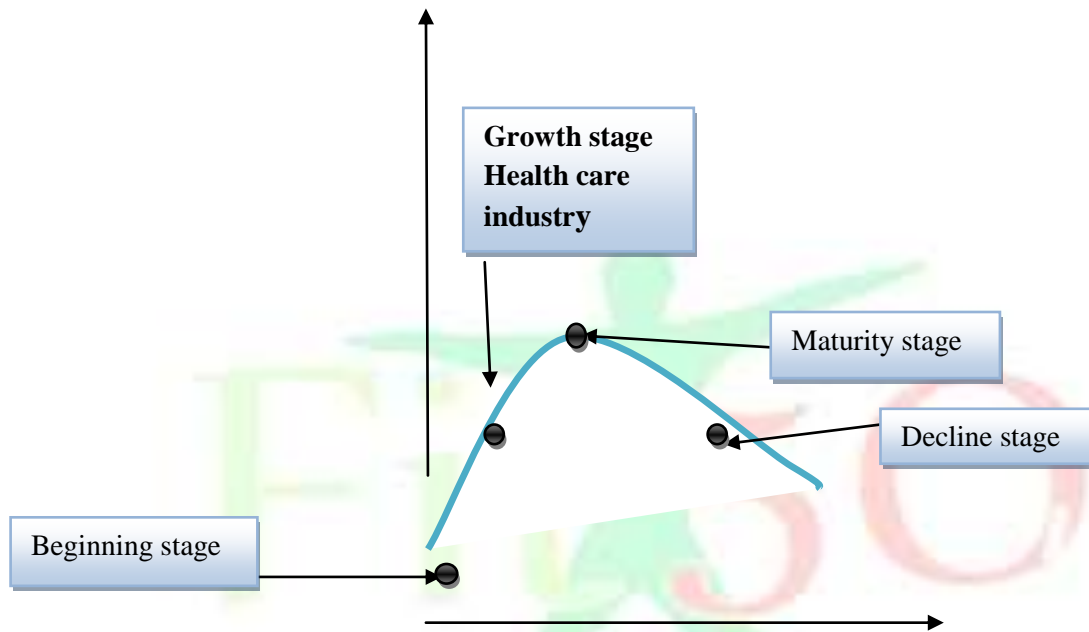 Growth stage
Health care
industry
Maturity stage
Decline stage
Beginning stage